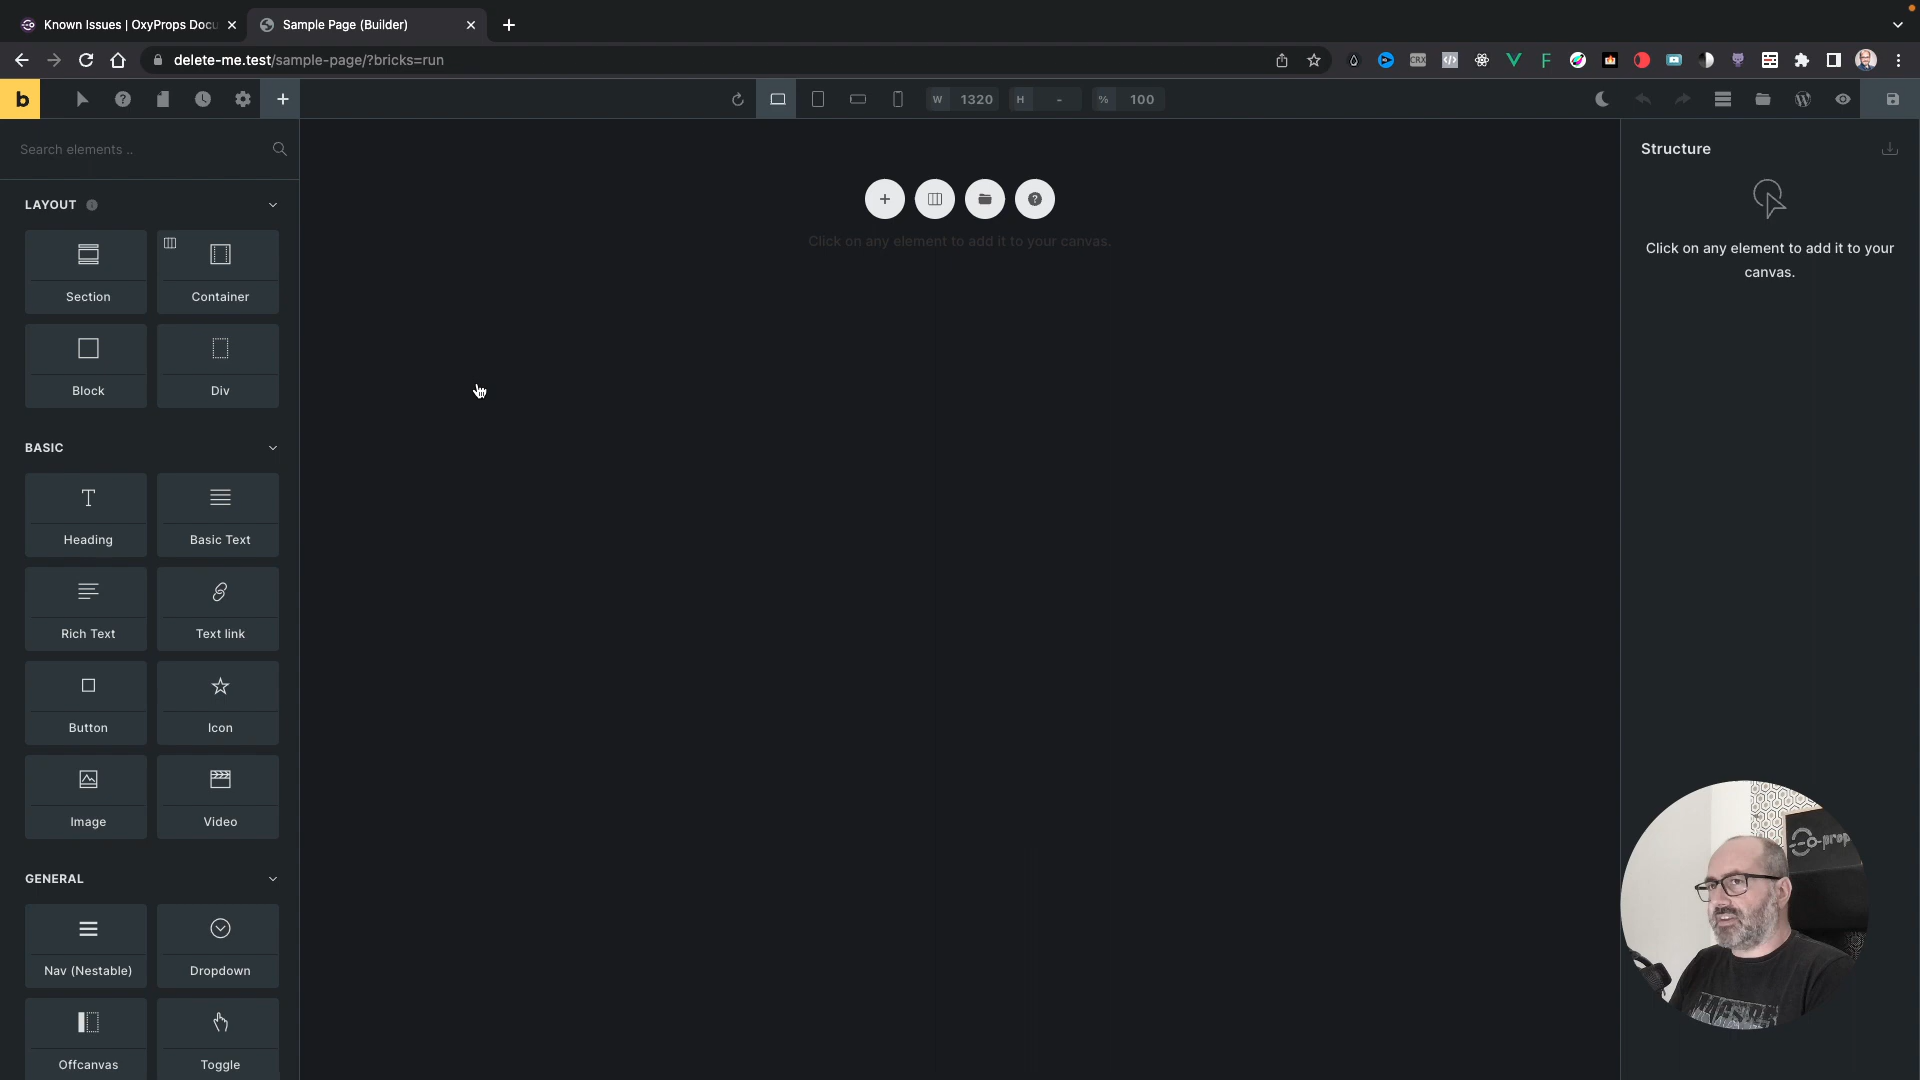 Known Issues | OxyProps Docu
Sample Page (Builder)
delete-me.test/sample-page/?bricks=run
CRX
b
W 1320 H - % 100
Search elements ..
Structure
LAYOUT
Section
Container
Click on any element to add it to your canvas.
Click on any element to add it to your
canvas.
Block
Div
BASIC
Heading
Basic Text
Rich Text
Text link
Button
Icon
Image
Video
GENERAL
Nav (Nestable)
Dropdown
Offcanvas
Toggle
o-prop